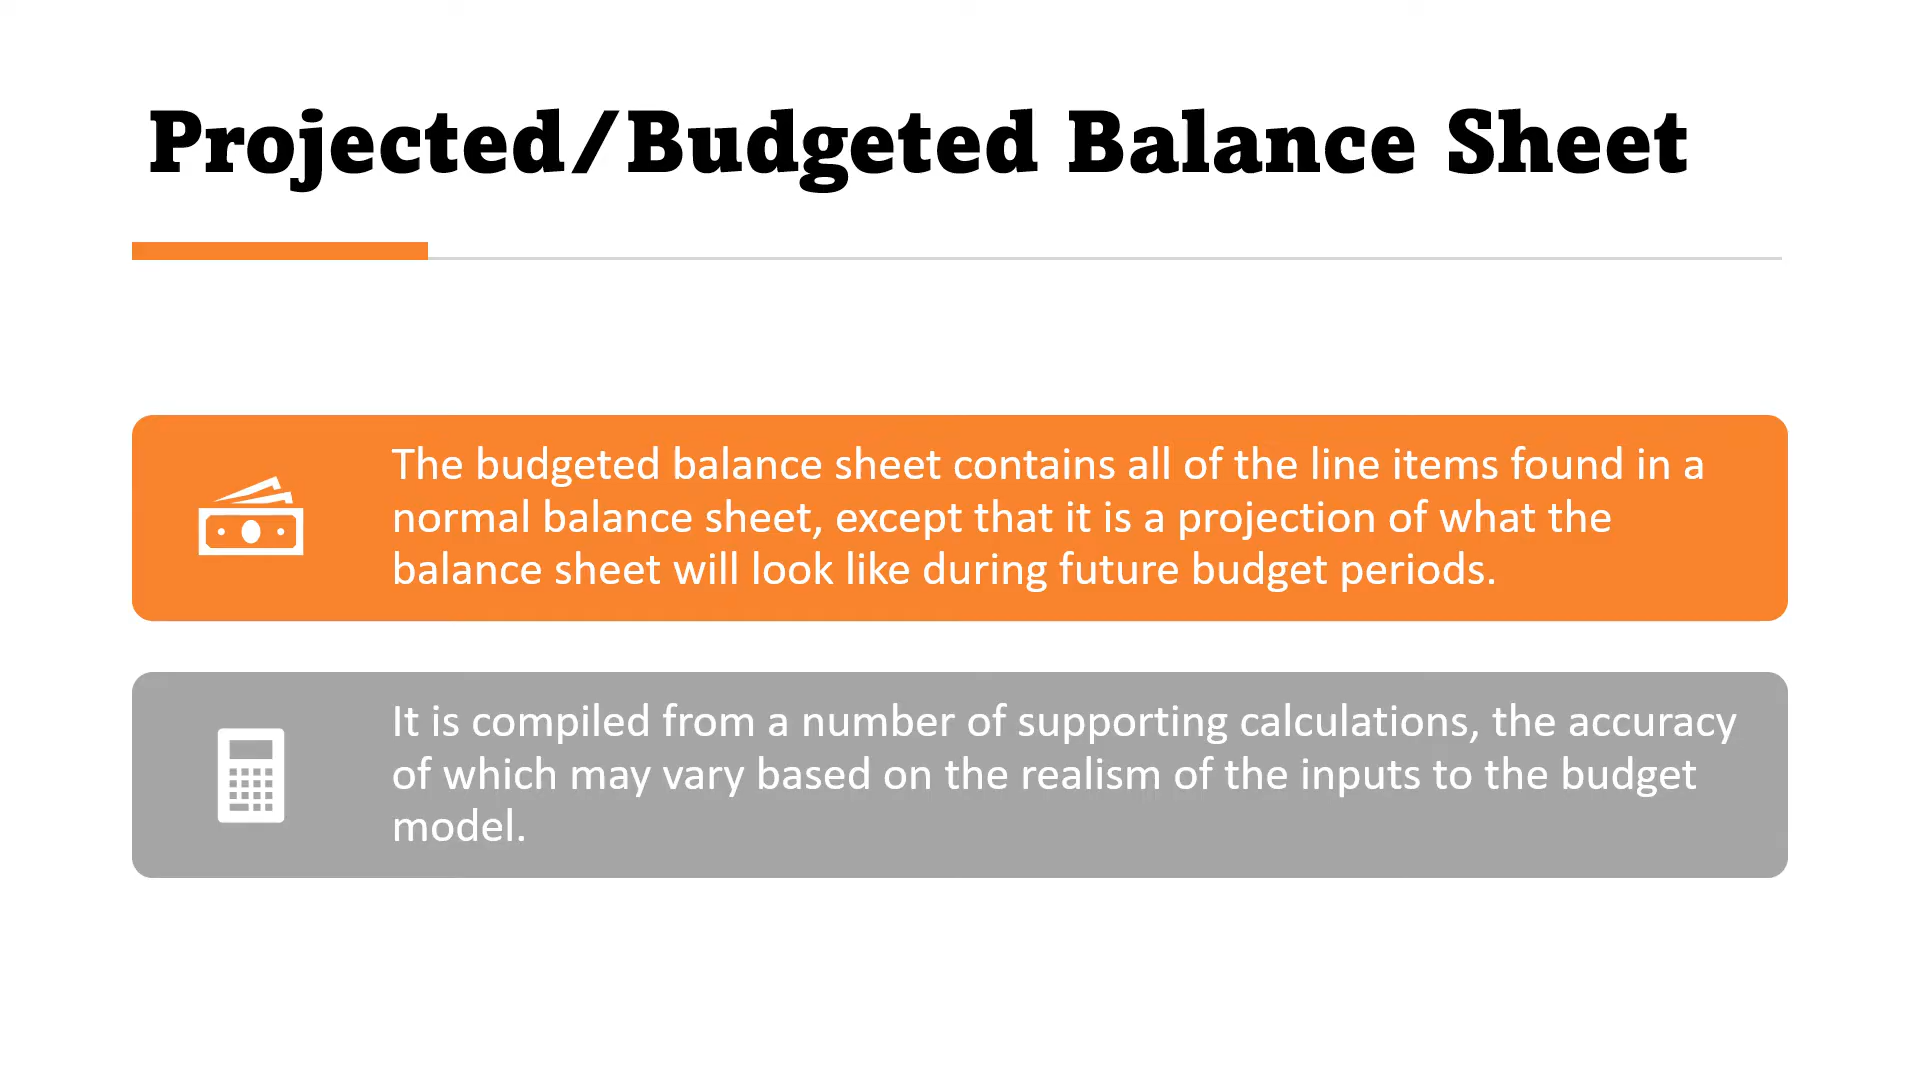 Projected/Budgeted Balance Sheet
The budgeted balance sheet contains all of the line items found in a
normal balance sheet, except that it is a projection of what the
balance sheet will look like during future budget periods.
It is compiled from a number of supporting calculations, the accuracy
of which may vary based on the realism of the inputs to the budget
model.